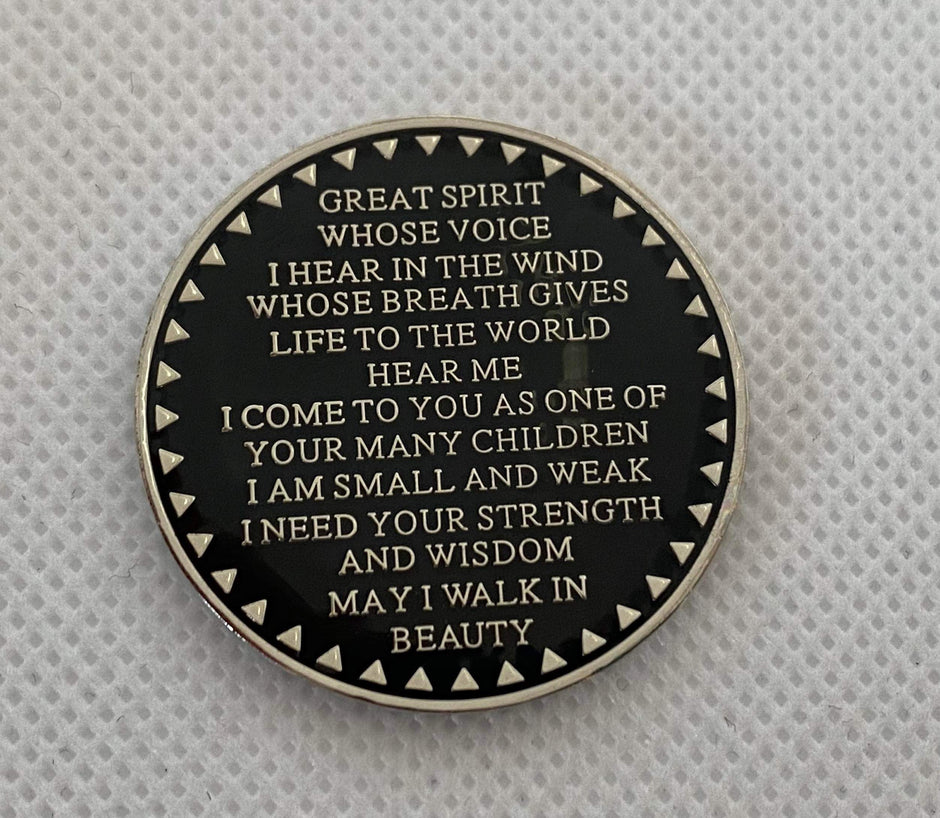 GREAT SPIRIT
WHOSE VOICE
I HEAR IN THE WIND
WHOSE BREATH GIVES
LIFE TO THE WORLD
HEAR ME
I COME TO YOU AS ONE OF
YOUR MANY CHILDREN
I AM SMALL AND WEAK
I NEED YOUR STRENGTH
AND WISDOM
MAY I WALK IN
BEAUTY